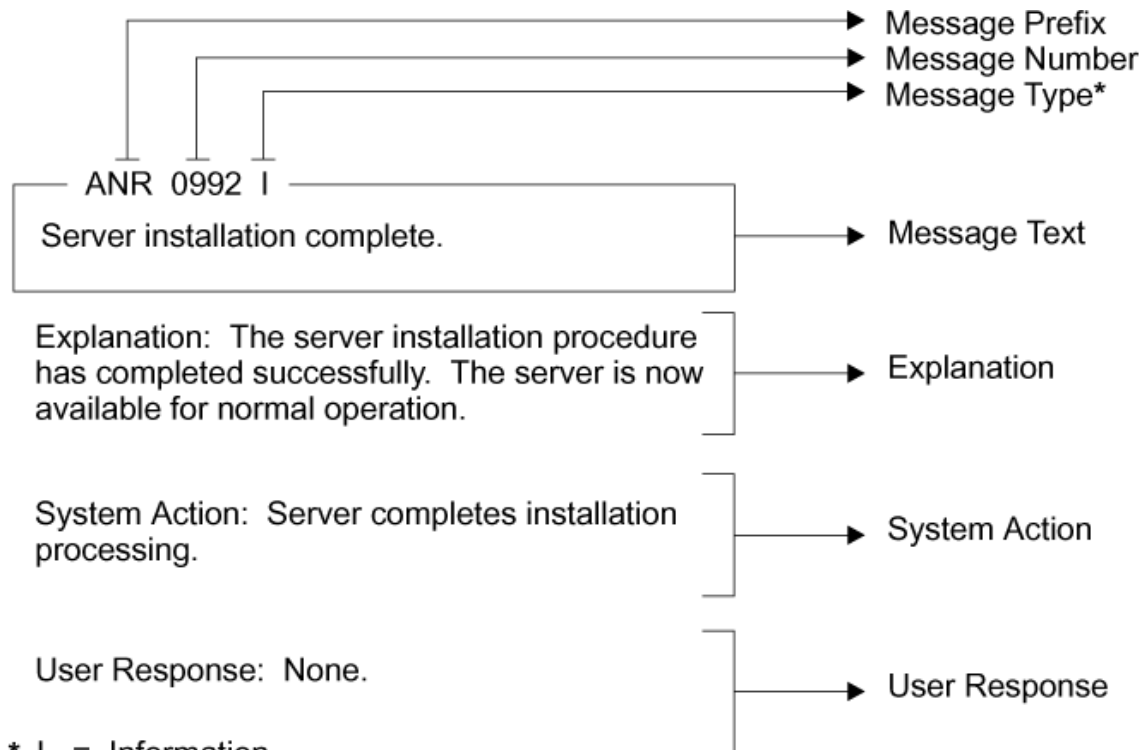 Message Prefix
Message Number
Message Type*
ANR 0992 I
Server installation complete.
Message Text
Explanation: The server installation procedure
has completed successfully. The server is now
available for normal operation.
Explanation
System Action: Server completes installation
processing.
System Action
User Response: None.
User Response
* I = Information